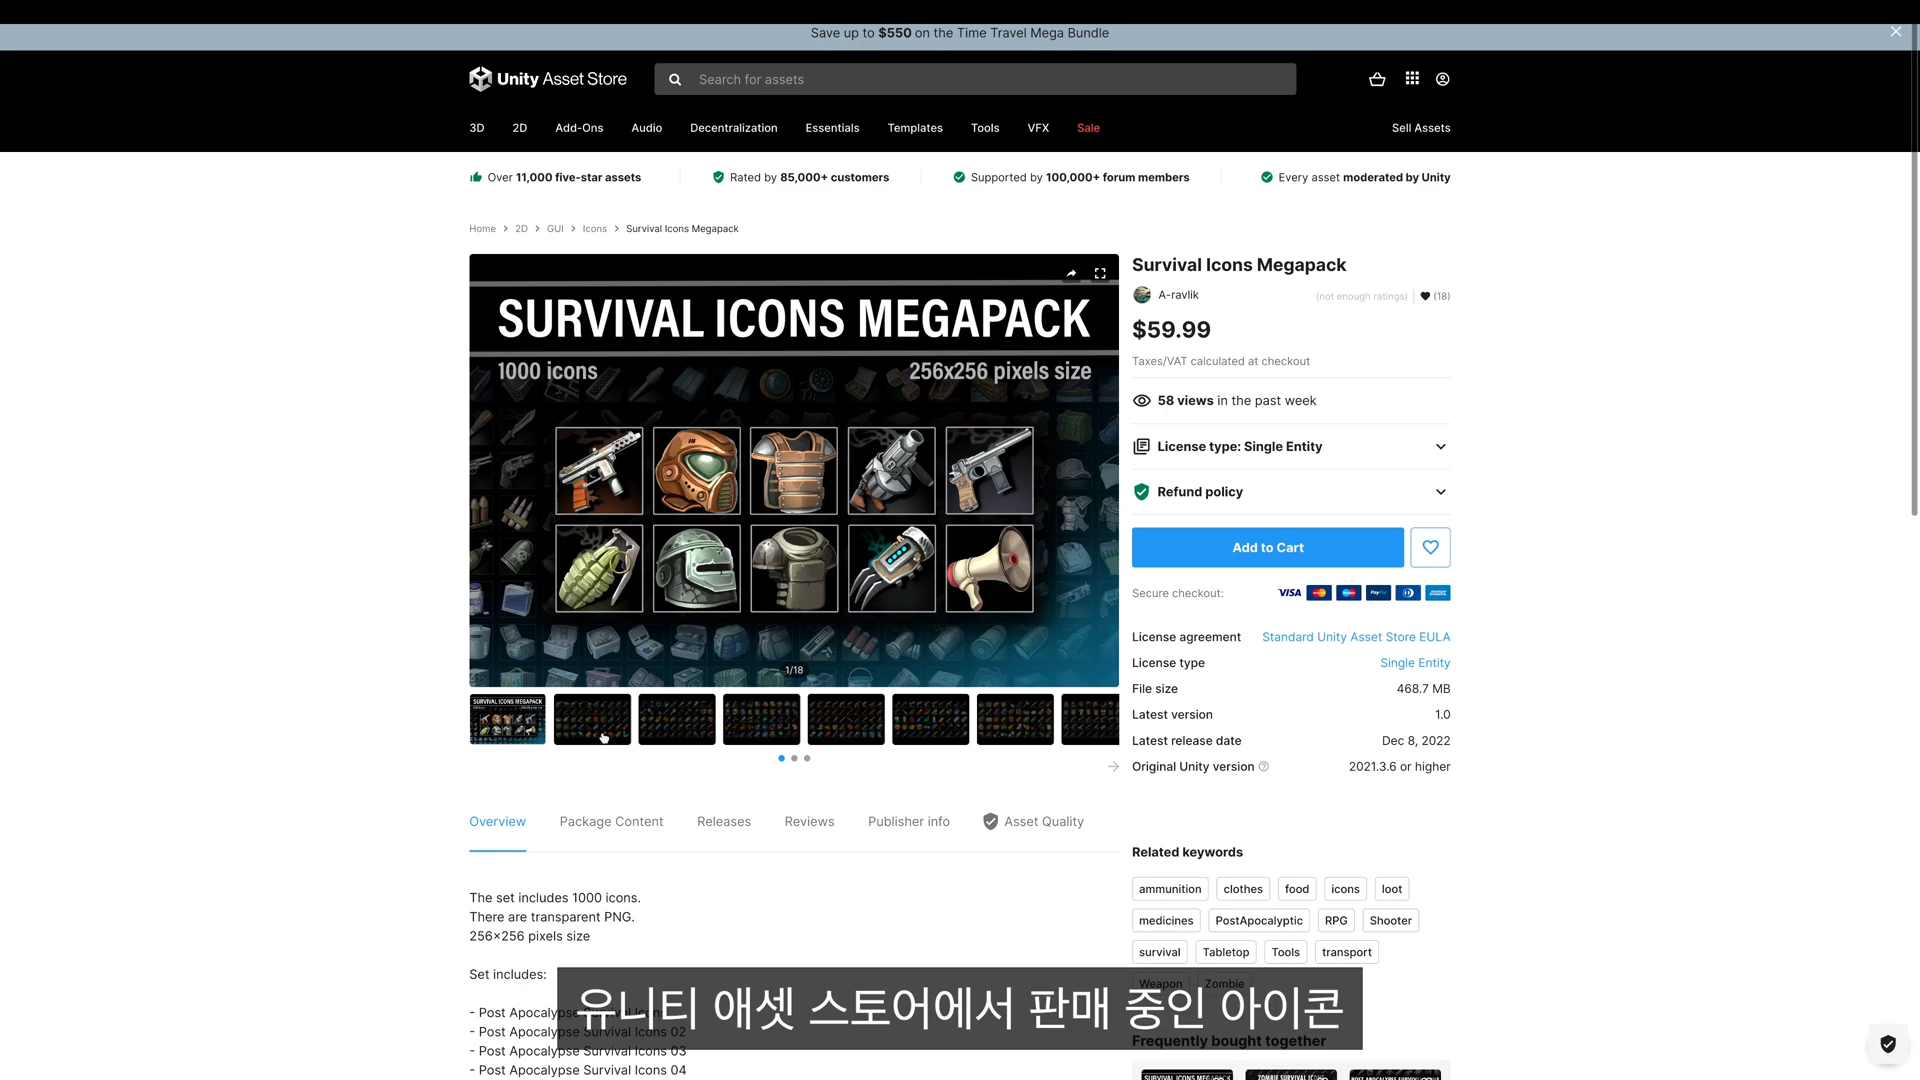 Save up to $550 on the Time Travel Mega Bundle
Unity Asset Store
Search for assets
3D 2D Add-Ons Audio Decentralization Essentials Templates Tools VFX Sale Sell Assets
Over 11,000 five-star assets
Rated by 85,000+ customers
Supported by 100,000+ forum members
Every asset moderated by Unity
Home > 2D > GUI > Icons > Survival Icons Megapack
SURVIVAL ICONS MEGAPACK
1000 icons
256x256 pixels size
1/18
SURVIVAL ICONS MEGAPACK
Survival Icons Megapack
A-ravlik
(not enough ratings)
(18)
$59.99
Taxes/VAT calculated at checkout
58 views in the past week
License type: Single Entity
Refund policy
Add to Cart
Secure checkout:
VISA
PayPal
License agreement Standard Unity Asset Store EULA
License type Single Entity
File size 468.7 MB
Latest version 1.0
Latest release date Dec 8, 2022
Original Unity version 2021.3.6 or higher
Overview Package Content Releases Reviews Publisher info Asset Quality
The set includes 1000 icons.
There are transparent PNG.
256x256 pixels size
Set includes:
- Post Apocalypse Survival Icons
- Post Apocalypse Survival Icons 02
- Post Apocalypse Survival Icons 03
- Post Apocalypse Survival Icons 04
Related keywords
ammunition clothes food icons loot
medicines PostApocalyptic RPG Shooter
survival Tabletop Tools transport
Weapon Zombie
Frequently bought together
SURVIVAL ICONS MEGAPACK
유니티 애셋 스토어에서 판매 중인 아이콘